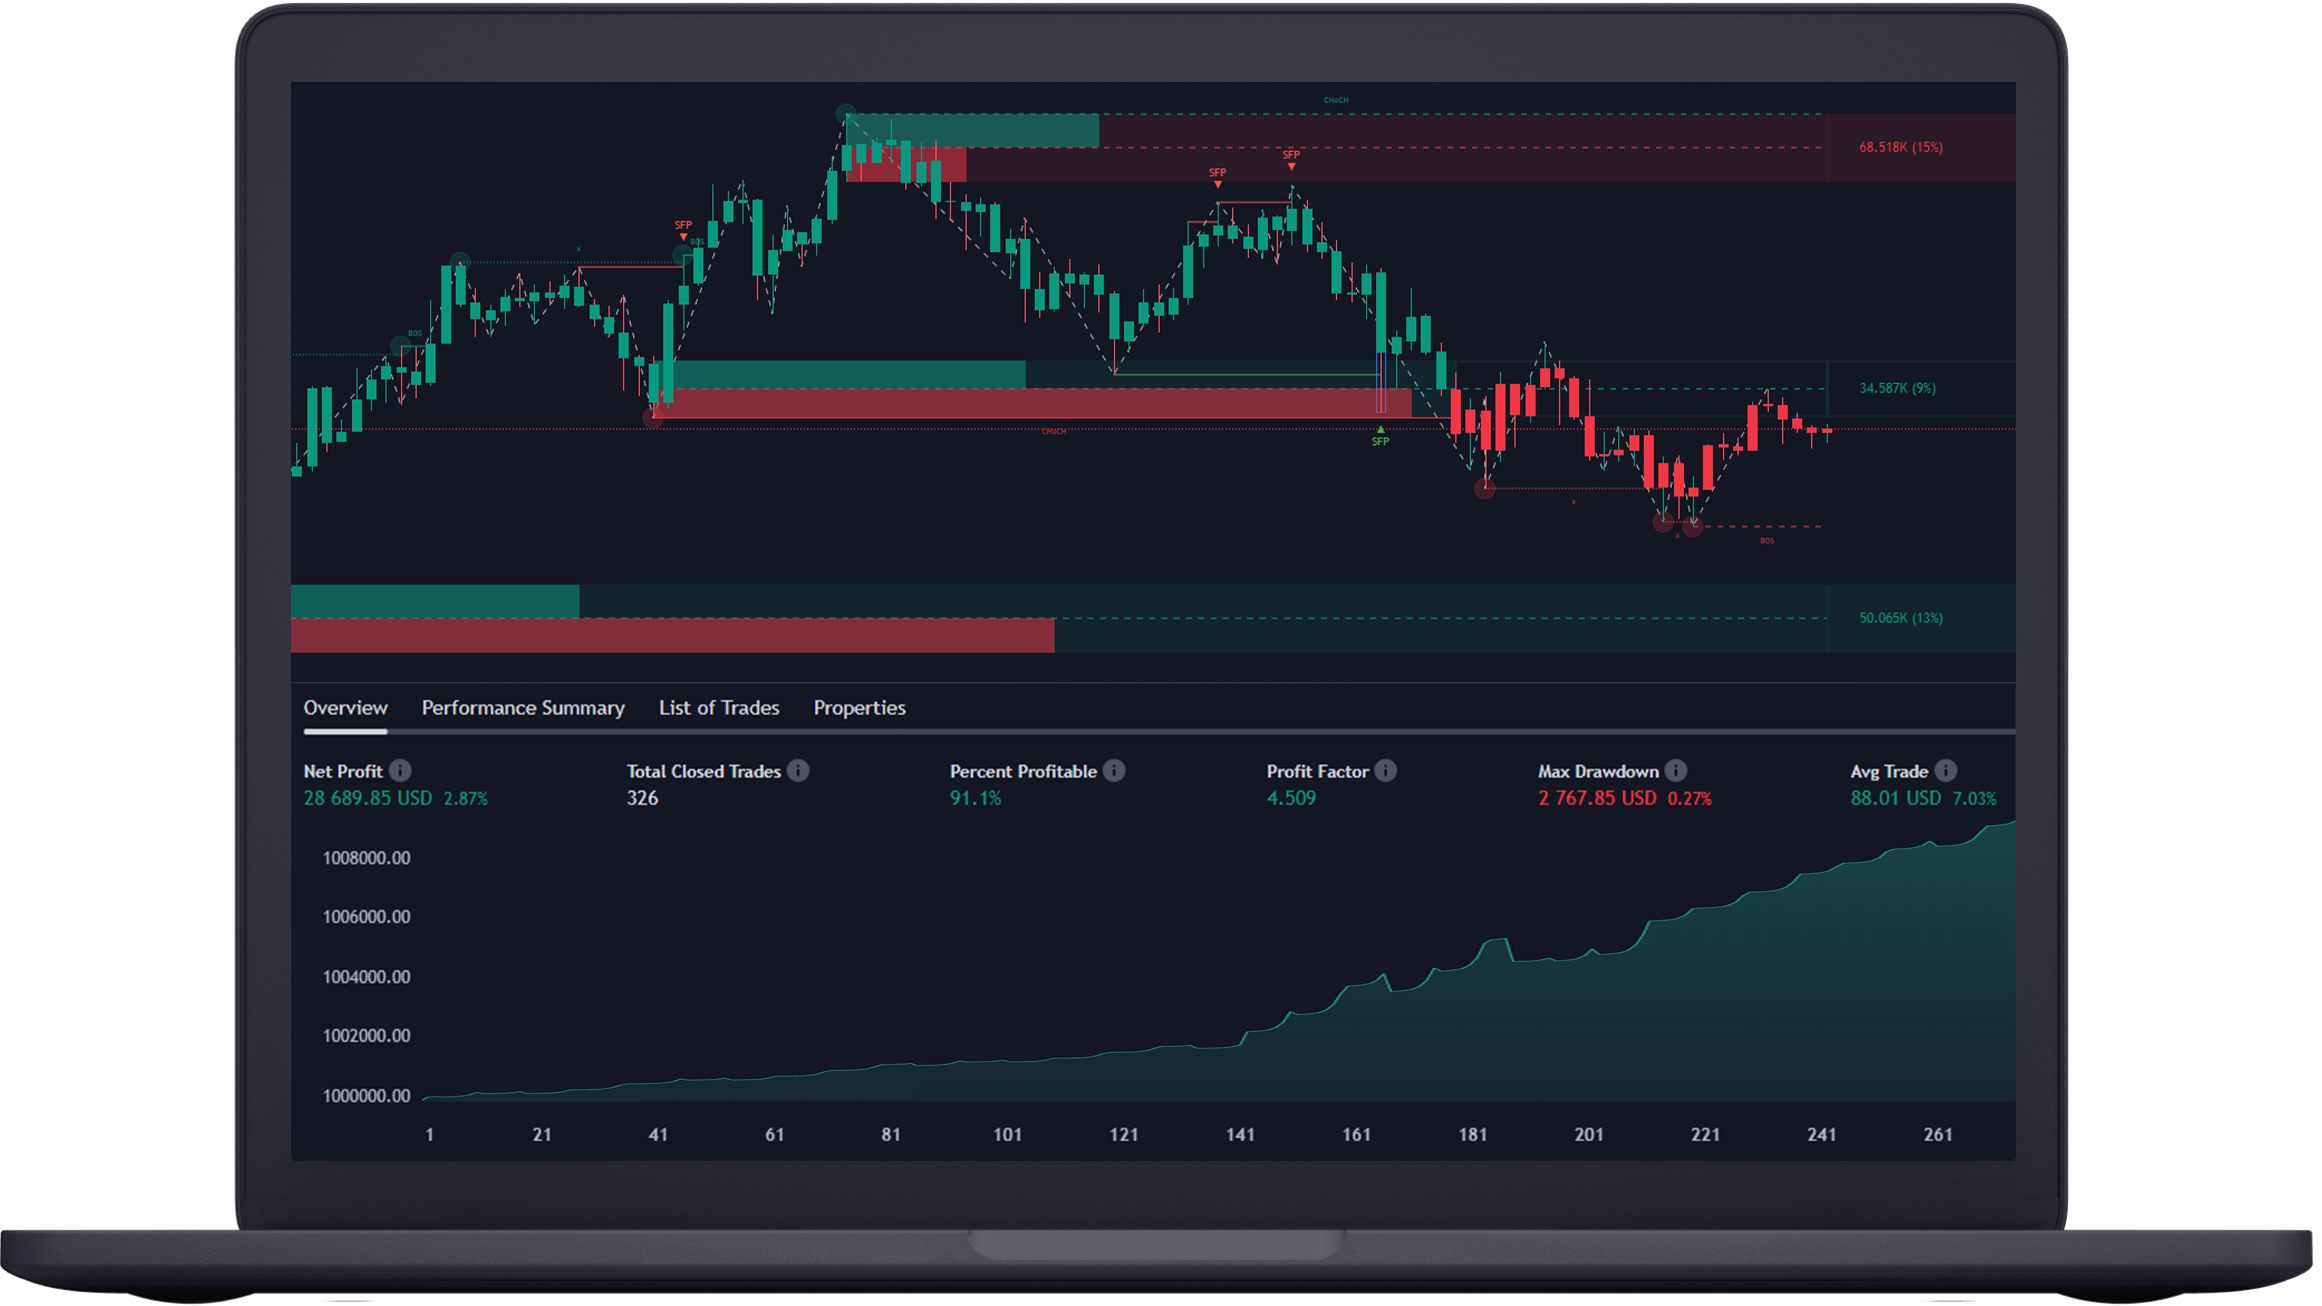 CHoCH
68.518K (15%)
SFP
SFP
SFP
BOS
x
BOS
34.587K (9%)
CHoCH
SFP
x
x
BOS
50.065K (13%)
Overview Performance Summary List of Trades Properties
Net Profit i Total Closed Trades i Percent Profitable i Profit Factor i Max Drawdown i Avg Trade i
28 689.85 USD 2.87% 326 91.1% 4.509 2 767.85 USD 0.27% 88.01 USD 7.03%
1008000.00
1006000.00
1004000.00
1002000.00
1000000.00
1 21 41 61 81 101 121 141 161 181 201 221 241 261